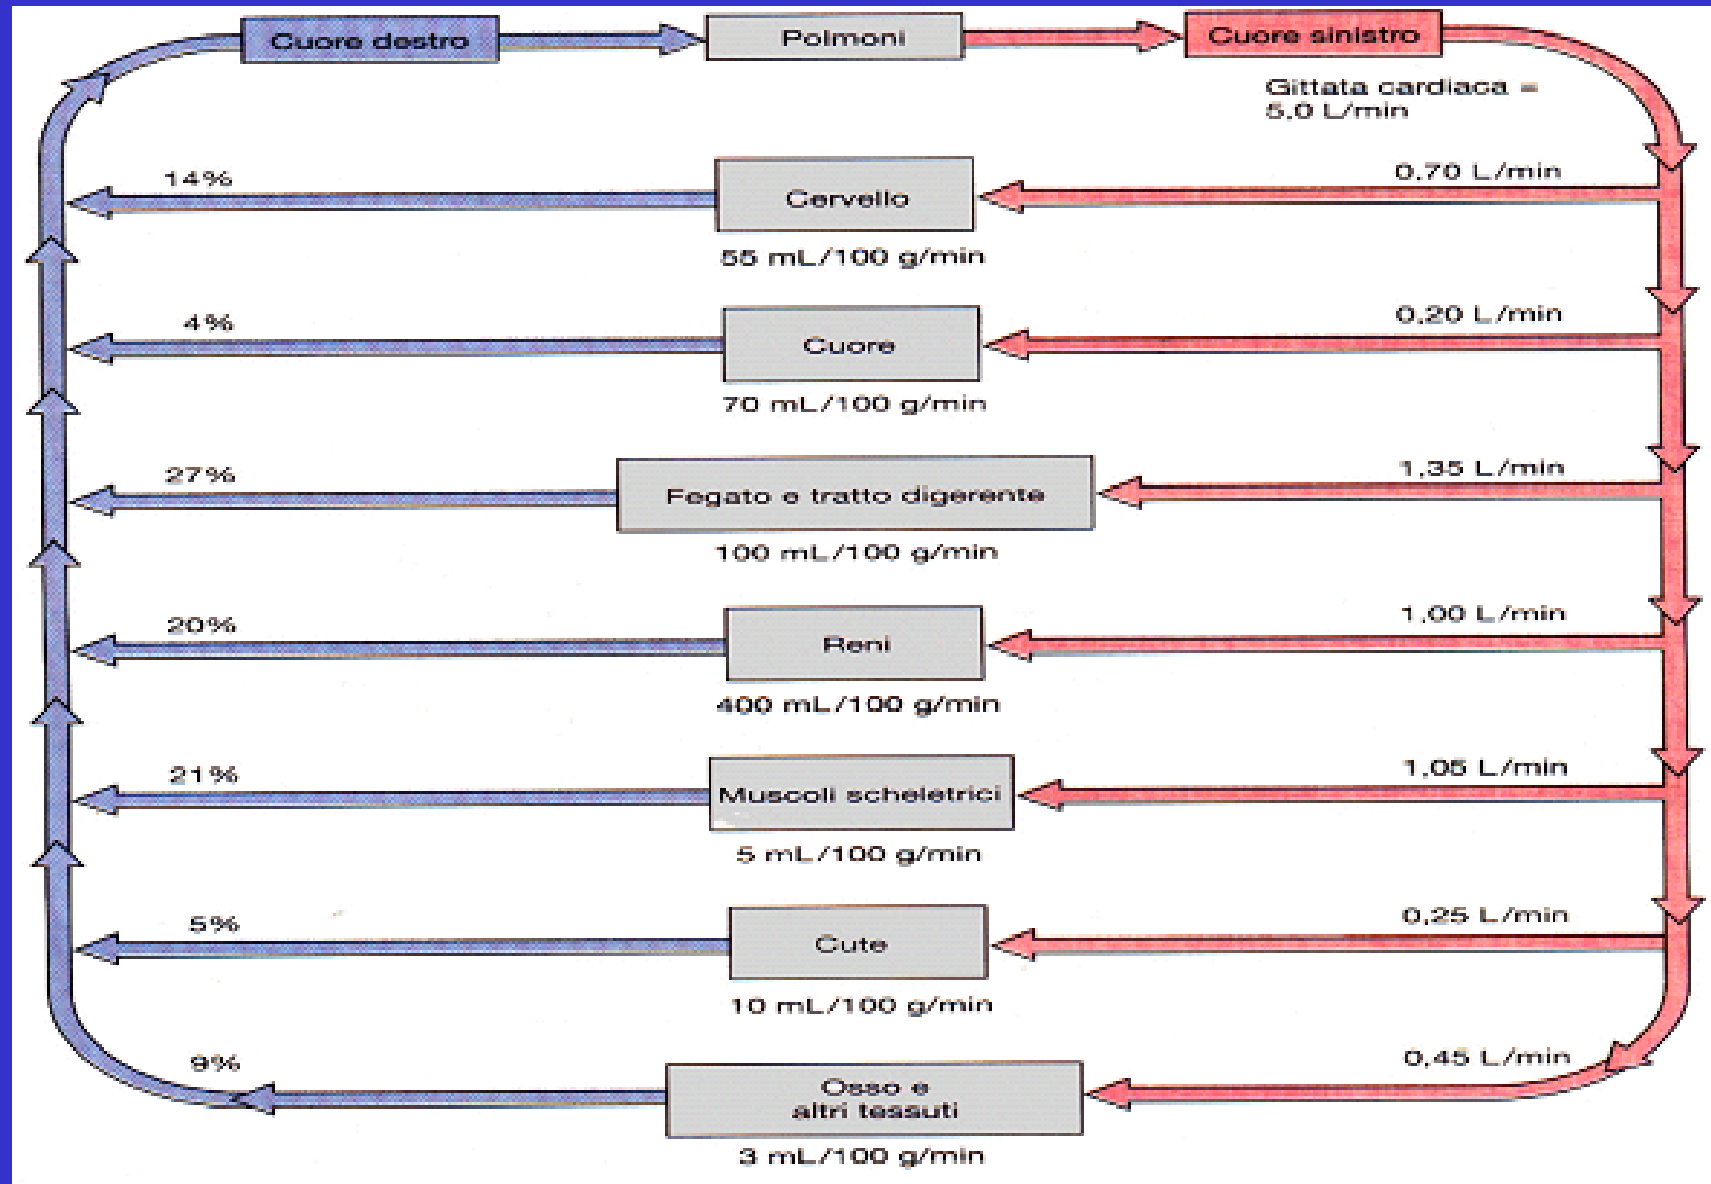 Cuore destro
Polmoni
Cuore sinistro
Gittata cardiaca =
5,0 L/min
14%
Cervello
0,70 L/min
55 mL/100 g/min
4%
Cuore
0,20 L/min
70 mL/100 g/min
27%
Fegato e tratto digerente
1,35 L/min
100 mL/100 g/min
20%
Reni
1,00 L/min
400 mL/100 g/min
21%
Muscoli scheletrici
1,05 L/min
5 mL/100 g/min
5%
Cute
0,25 L/min
10 mL/100 g/min
9%
Osso e
altri tessuti
0,45 L/min
3 mL/100 g/min